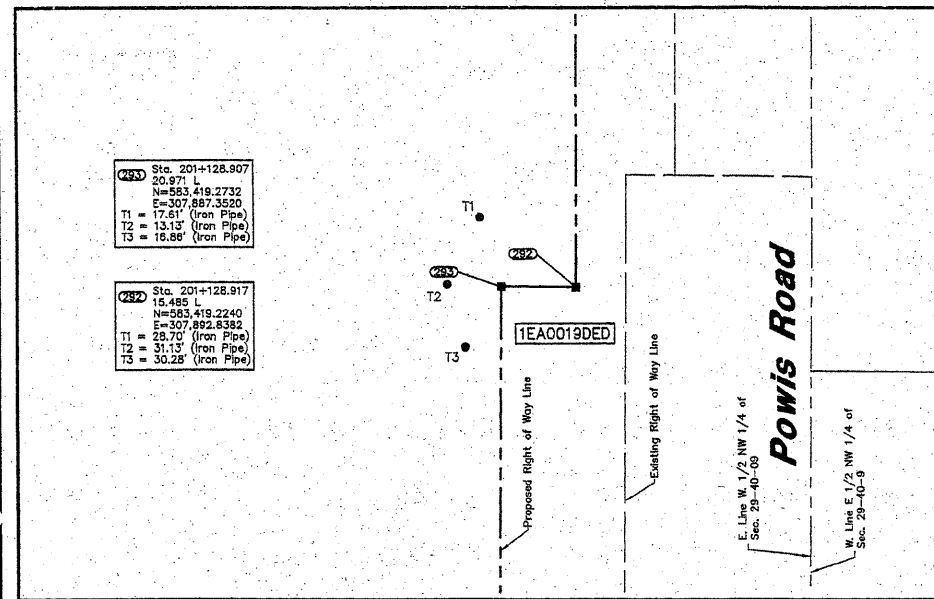 293 Sta. 201+128.907
20.971 L
N=583,419.2732
E=307,887.3520
T1 = 17.61' (Iron Pipe)
T2 = 13.13' (Iron Pipe)
T3 = 16.86' (Iron Pipe)
292 Sta. 201+128.917
15.485 L
N=583,419.2240
E=307,892.8382
T1 = 28.70' (Iron Pipe)
T2 = 31.13' (Iron Pipe)
T3 = 30.28' (Iron Pipe)
T1
292
293
T2
T3
1EA0019DED
Proposed Right of Way Line
Existing Right of Way Line
E. Line W. 1/2 NW 1/4 of
Sec. 29-40-09
Powis Road
W. Line E 1/2 NW 1/4 of
Sec. 29-40-9